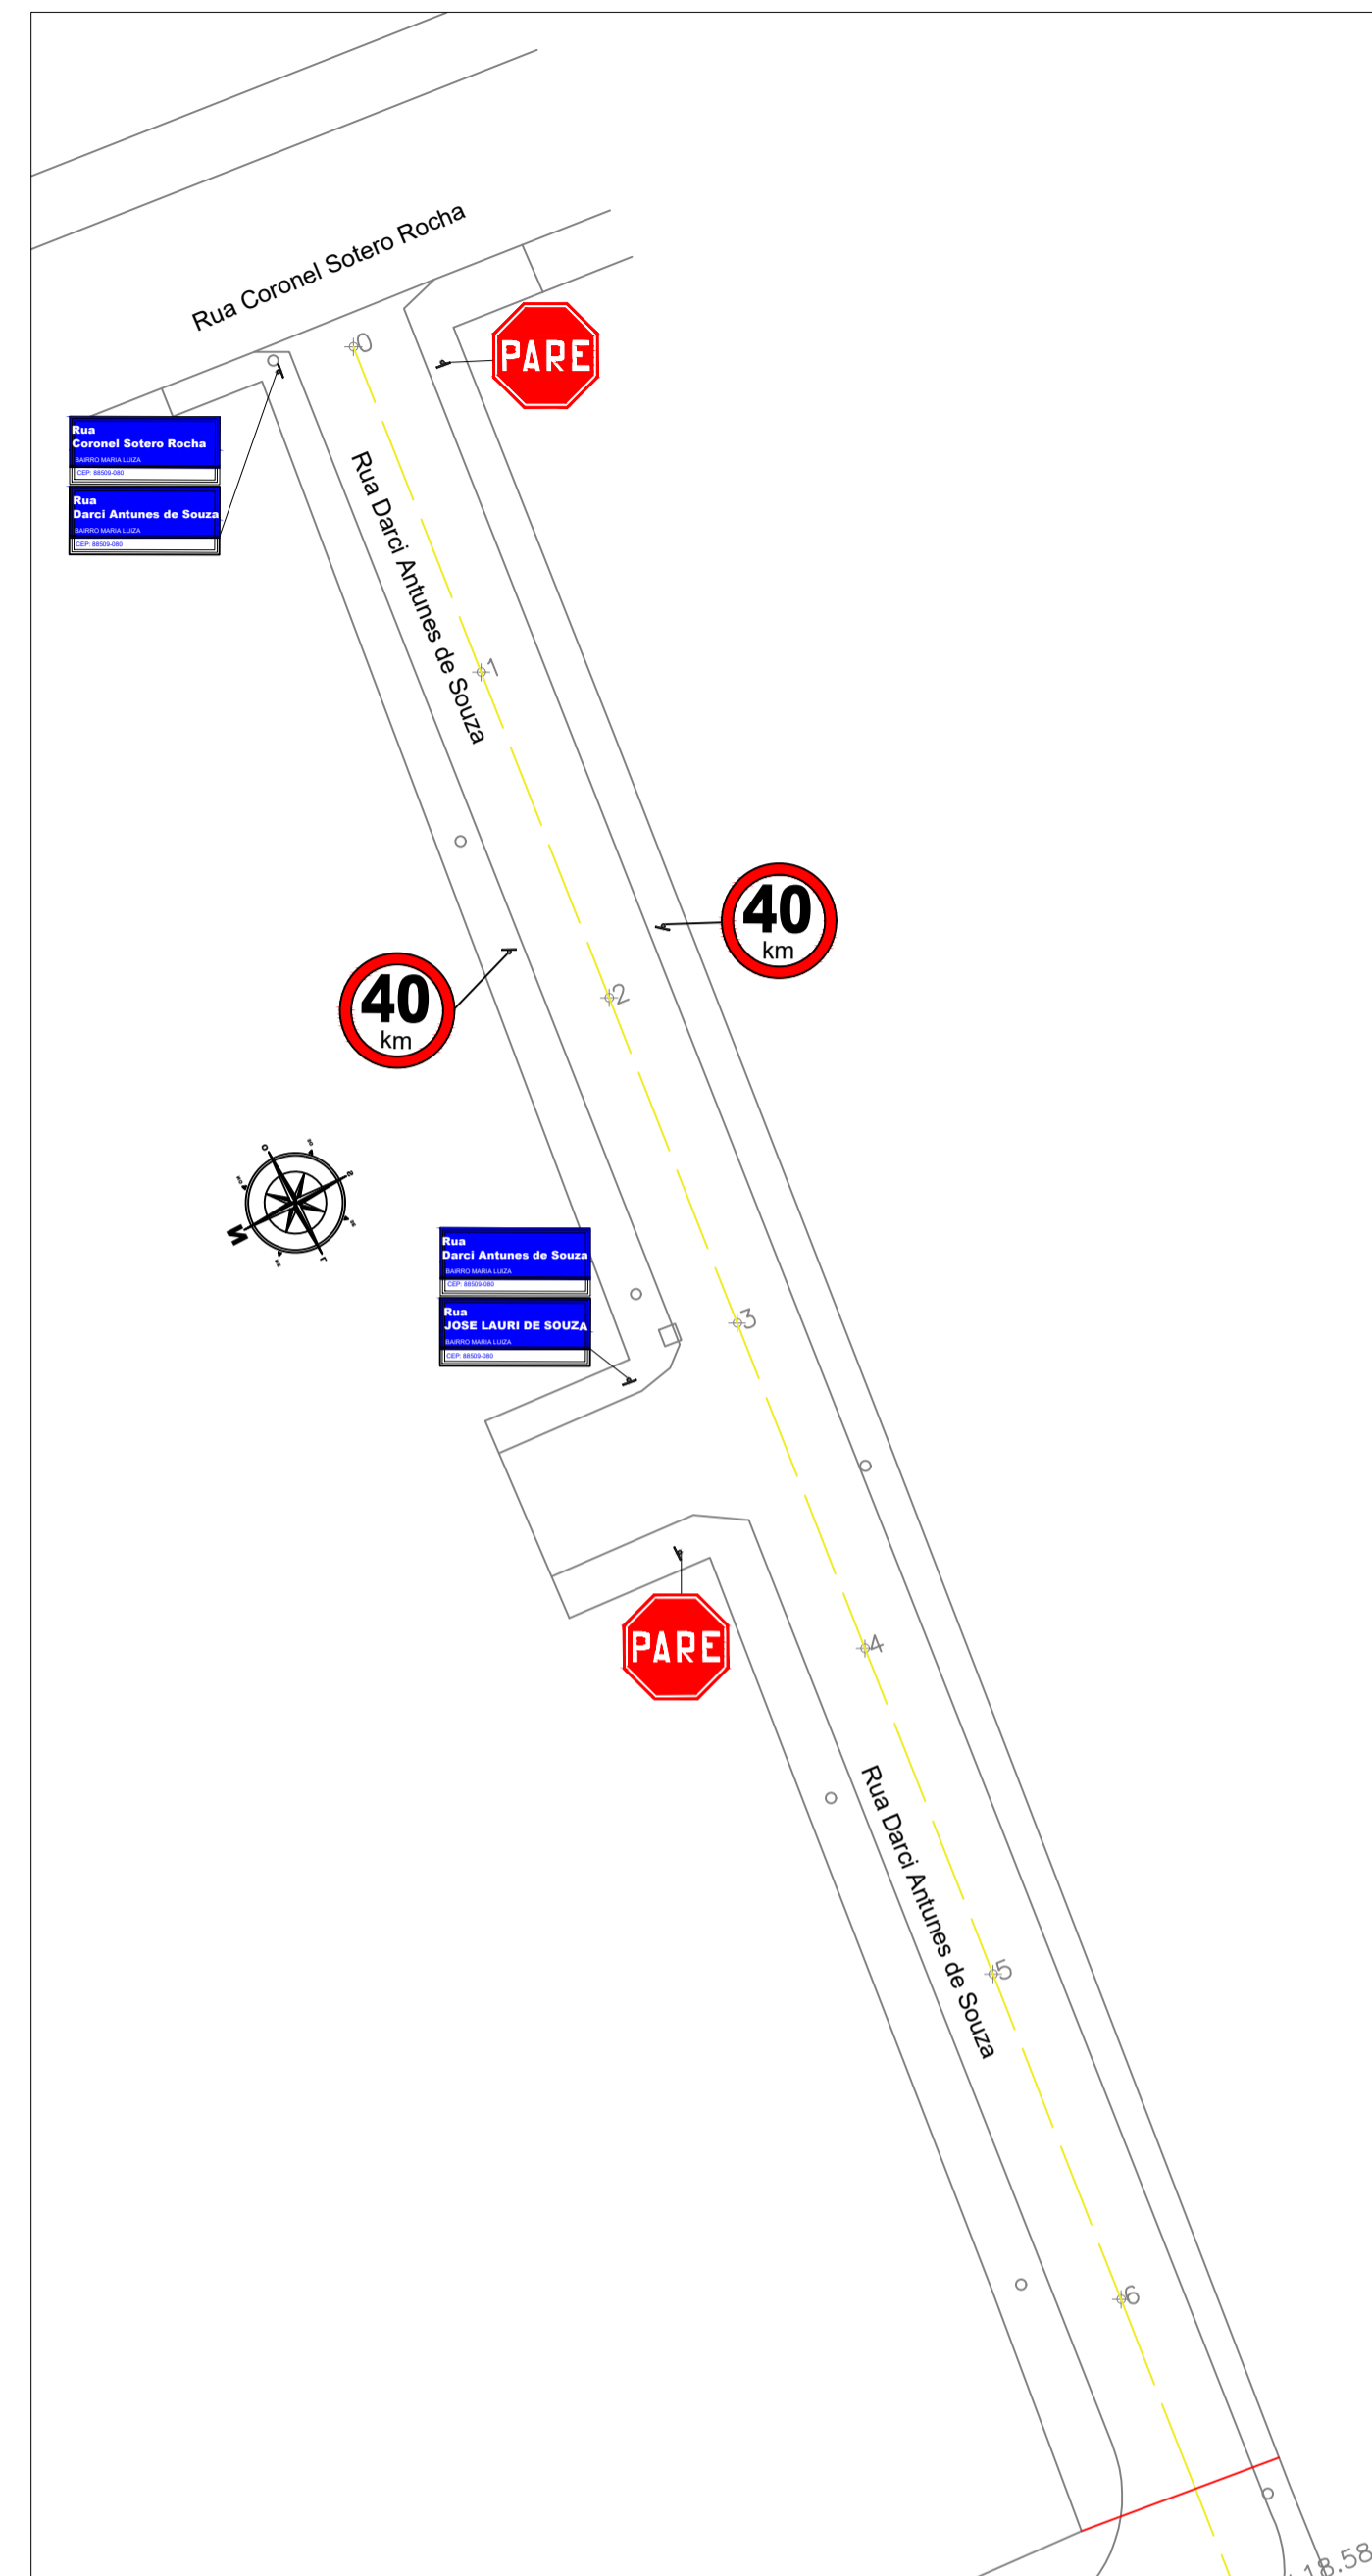 Rua Coronel Sotero Rocha
0
PARE
Rua
Coronel Sotero Rocha
BAIRRO MARIA LUIZA
CEP: 88509-080
Rua
Darci Antunes de Souza
BAIRRO MARIA LUIZA
CEP: 88509-080
Rua Darci Antunes de Souza
1
40
km
40
km
2
N
S
O
L
Rua
Darci Antunes de Souza
BAIRRO MARIA LUIZA
CEP: 88509-080
Rua
JOSE LAURI DE SOUZA
BAIRRO MARIA LUIZA
CEP: 88509-080
3
PARE
4
Rua Darci Antunes de Souza
5
6
18.58